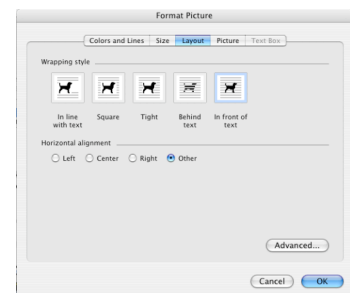 Format Picture
Colors and Lines Size Layout Picture Text Box
Wrapping style
In line with text Square Tight Behind text In front of text
Horizontal alignment
Left Center Right Other
Advanced...
Cancel OK